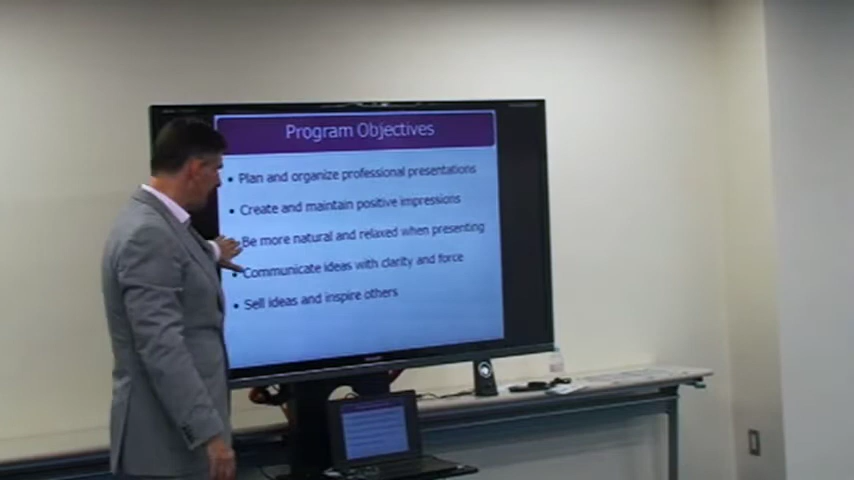 Program Objectives
• Plan and organize professional presentations
• Create and maintain positive impressions
• Be more natural and relaxed when presenting
• Communicate ideas with clarity and force
• Sell ideas and inspire others